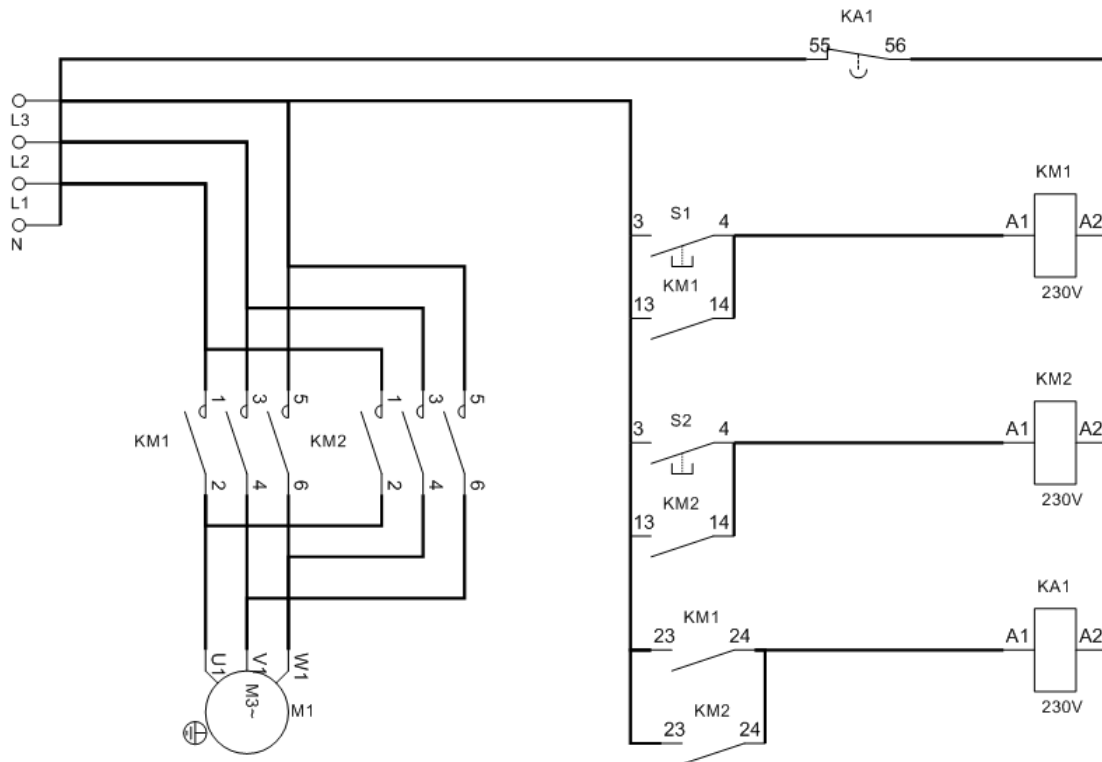 KA1
55 56
L3
L2
L1
N
KM1
3 S1 4 A1 A2
KM1
13 14 230V
KM2
1 3 5 1 3 5
KM1 KM2
3 S2 4 A1 A2
2 4 6 2 4 6
KM2
13 14 230V
KA1
KM1
23 24 A1 A2
U1 V1 W1
M3~ M1
KM2 230V
23 24